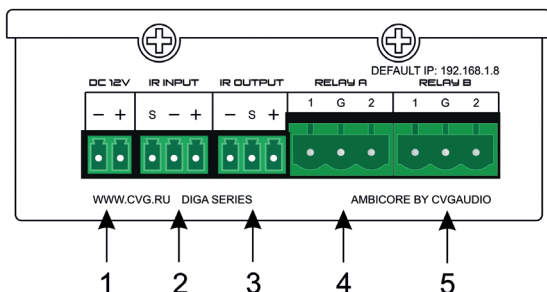 DEFAULT IP: 192.168.1.8
DC 12V IR INPUT IR OUTPUT RELAY A RELAY B
− + S − + − S + 1 G 2 1 G 2
WWW.CVG.RU DIGA SERIES AMBICORE BY CVGAUDIO
1 2 3 4 5